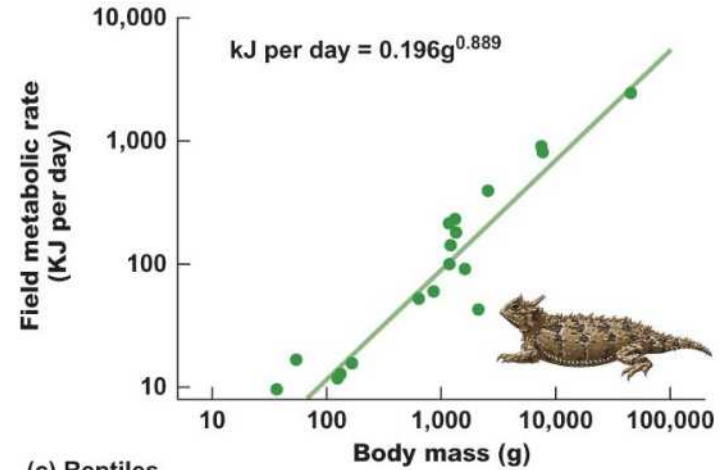 10,000
kJ per day = 0.196g^0.889
1,000
100
10
Field metabolic rate
(KJ per day)
10 100 1,000 10,000 100,000
Body mass (g)
(c) Reptiles